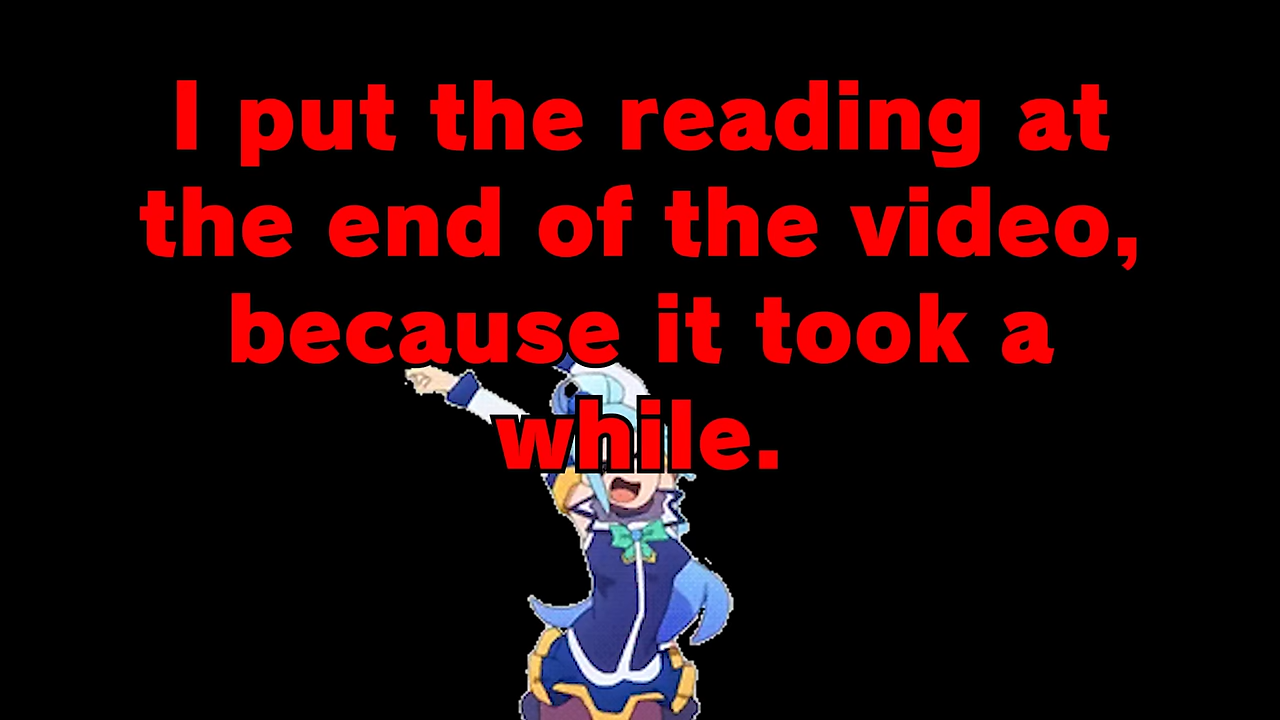 I put the reading at
the end of the video,
because it took a
while.